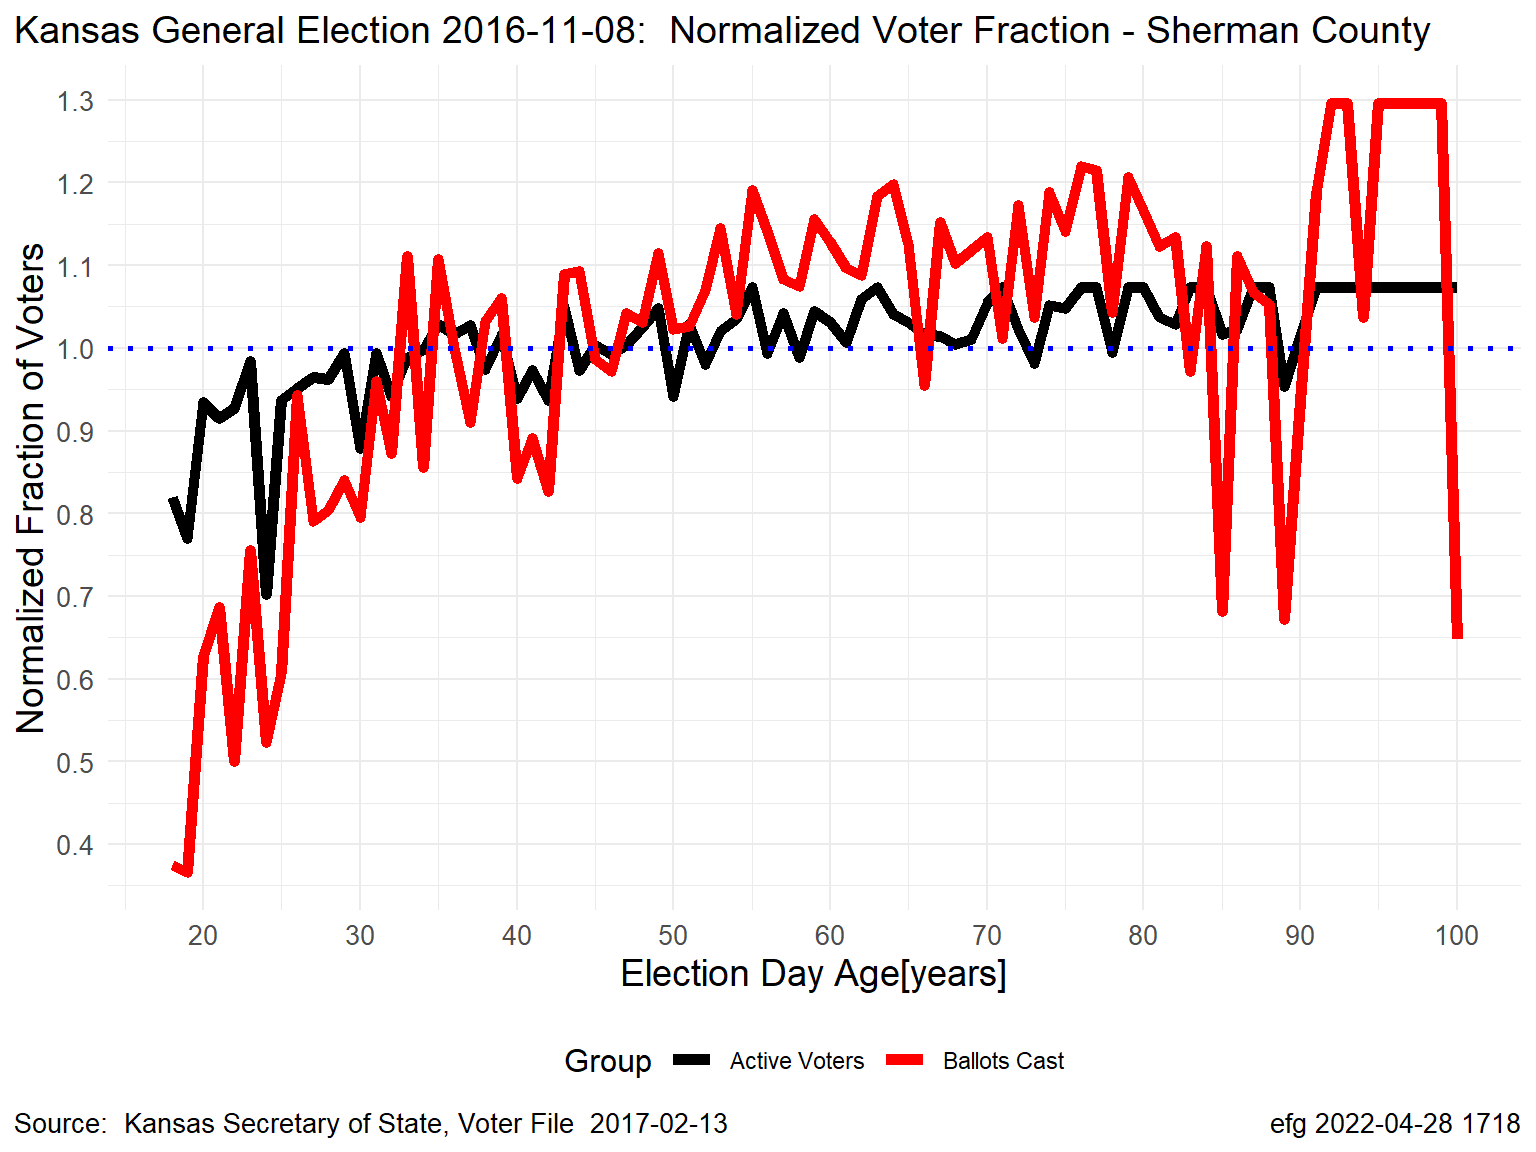 Kansas General Election 2016-11-08:  Normalized Voter Fraction - Sherman County
Normalized Fraction of Voters
1.3
1.2
1.1
1.0
0.9
0.8
0.7
0.6
0.5
0.4
20 30 40 50 60 70 80 90 100
Election Day Age[years]
Group Active Voters Ballots Cast
Source:  Kansas Secretary of State, Voter File  2017-02-13
efg 2022-04-28 1718